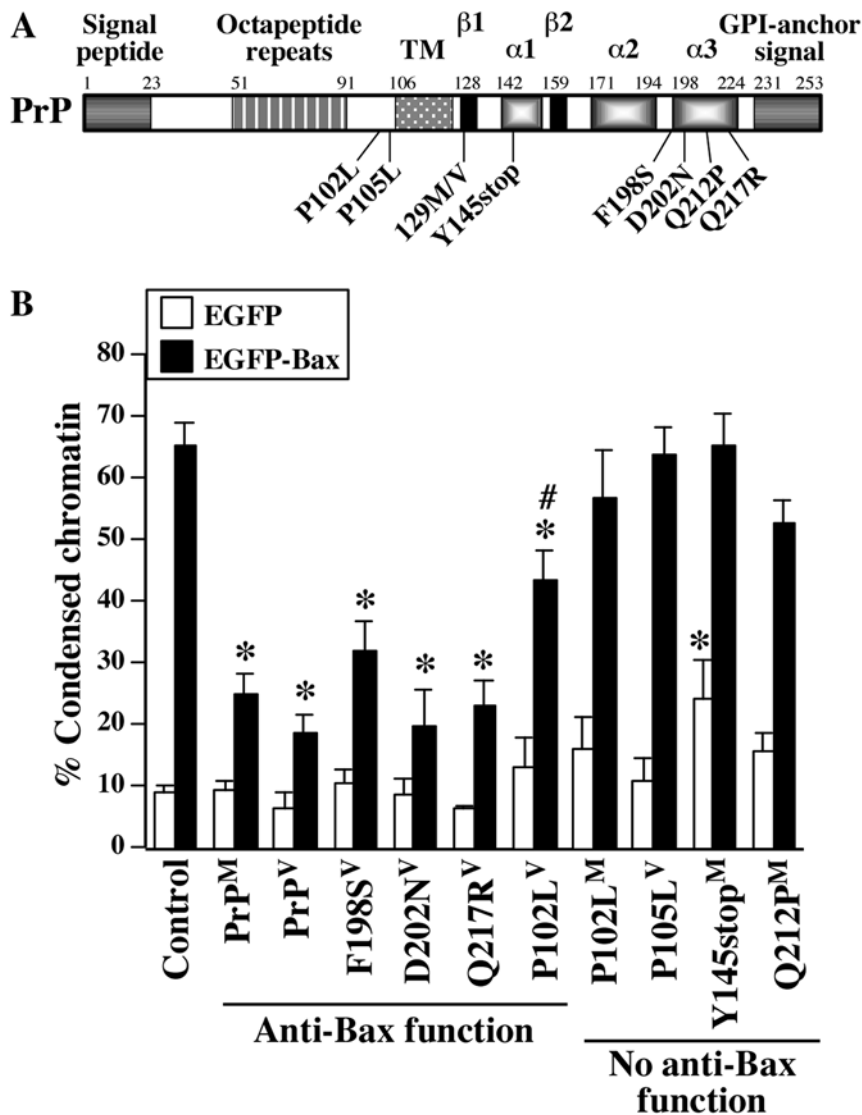 A
Signal peptide
Octapeptide repeats
TM
β1
α1
β2
α2
α3
GPI-anchor signal
1 23 51 91 106 128 142 159 171 194 198 224 231 253
PrP
P102L
P105L
129M/V
Y145stop
F198S
D202N
Q212P
Q217R
B
EGFP
EGFP-Bax
% Condensed chromatin
80
70
60
50
40
30
20
10
0
*
*
*
*
*
#
*
*
Control
PrPM
PrPV
F198SV
D202NV
Q217RV
P102LV
P102LM
P105LV
Y145stopM
Q212PM
Anti-Bax function
No anti-Bax
function